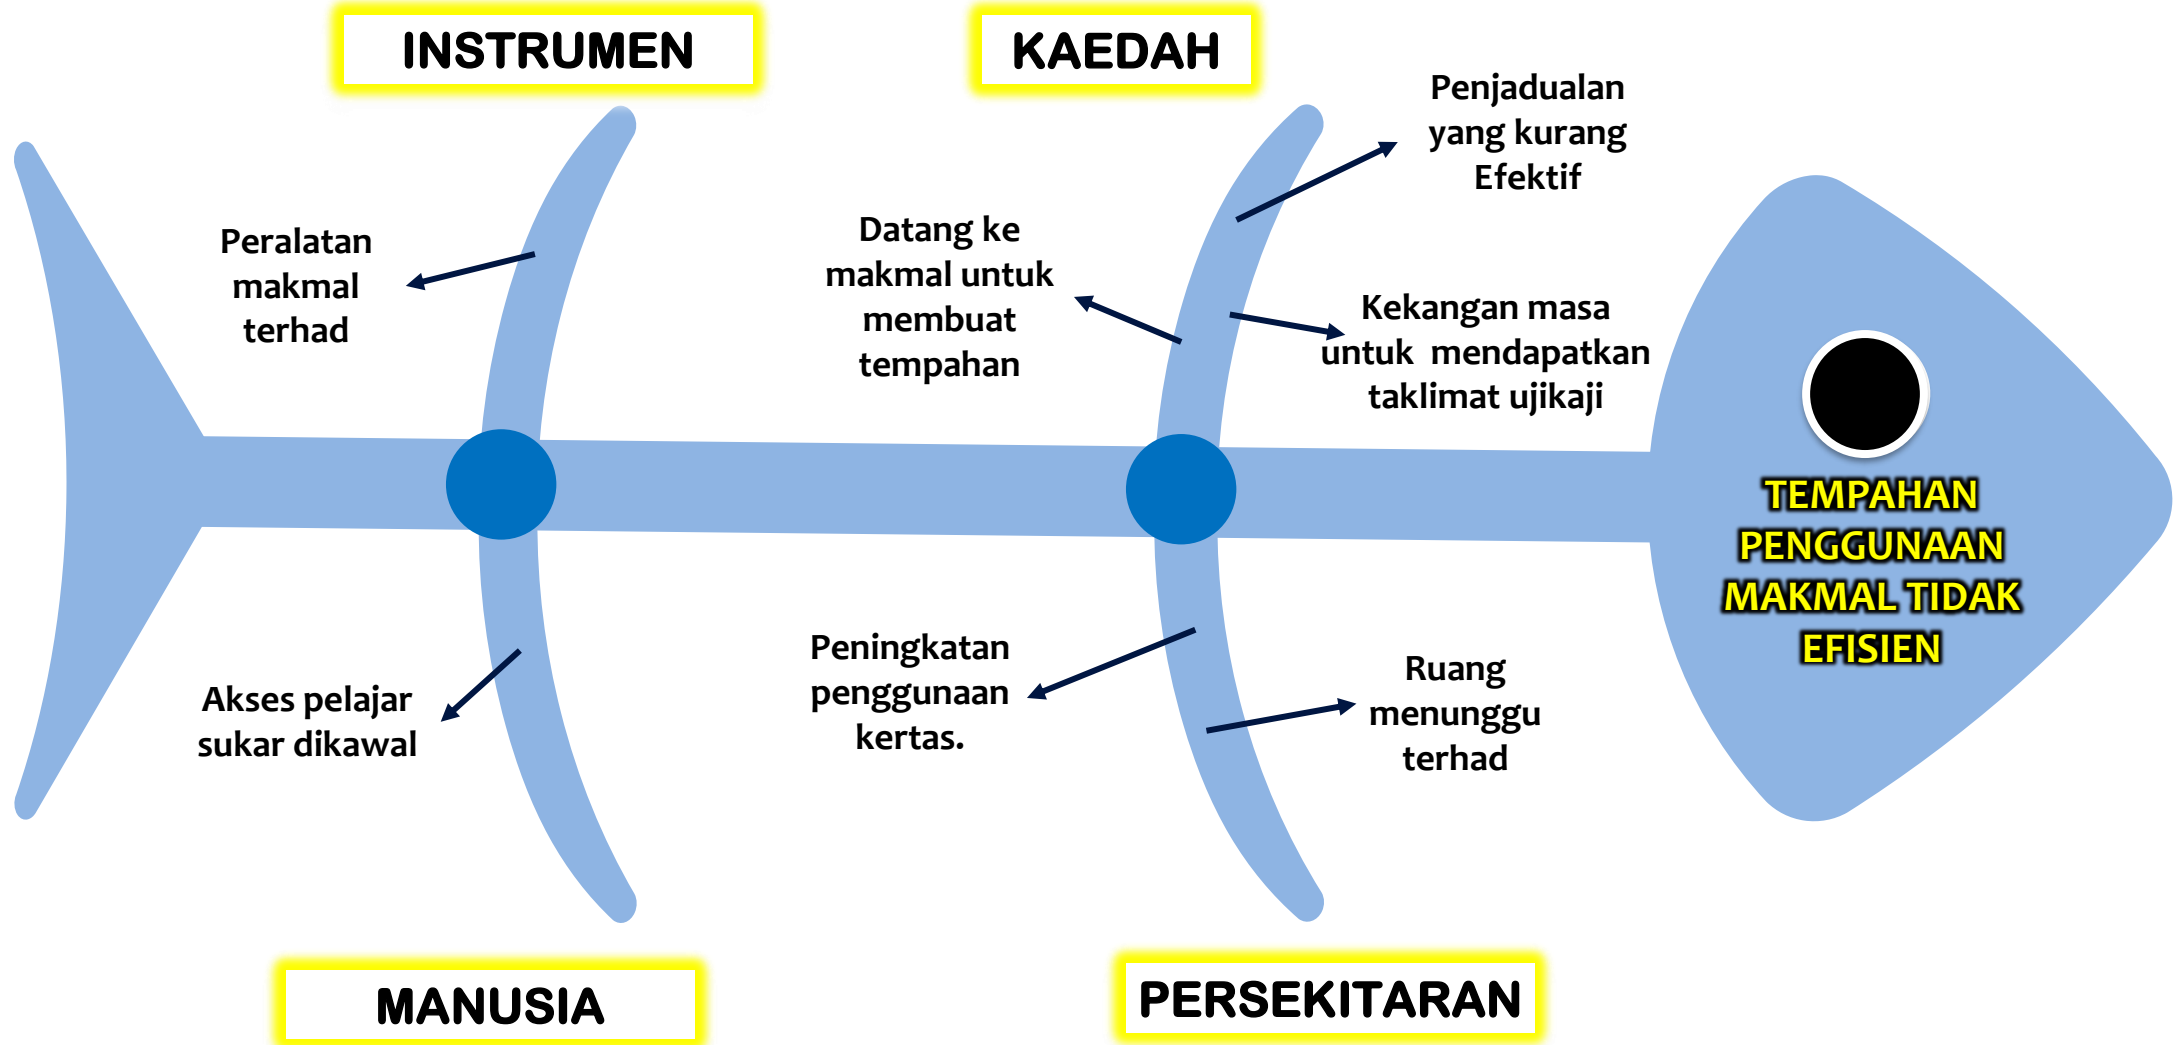 INSTRUMEN
KAEDAH
Penjadualan
yang kurang
Efektif
Peralatan
makmal
terhad
Datang ke
makmal untuk
membuat
tempahan
Kekangan masa
untuk mendapatkan
taklimat ujikaji
TEMPAHAN
PENGGUNAAN
MAKMAL TIDAK
EFISIEN
Akses pelajar
sukar dikawal
Peningkatan
penggunaan
kertas.
Ruang
menunggu
terhad
MANUSIA
PERSEKITARAN